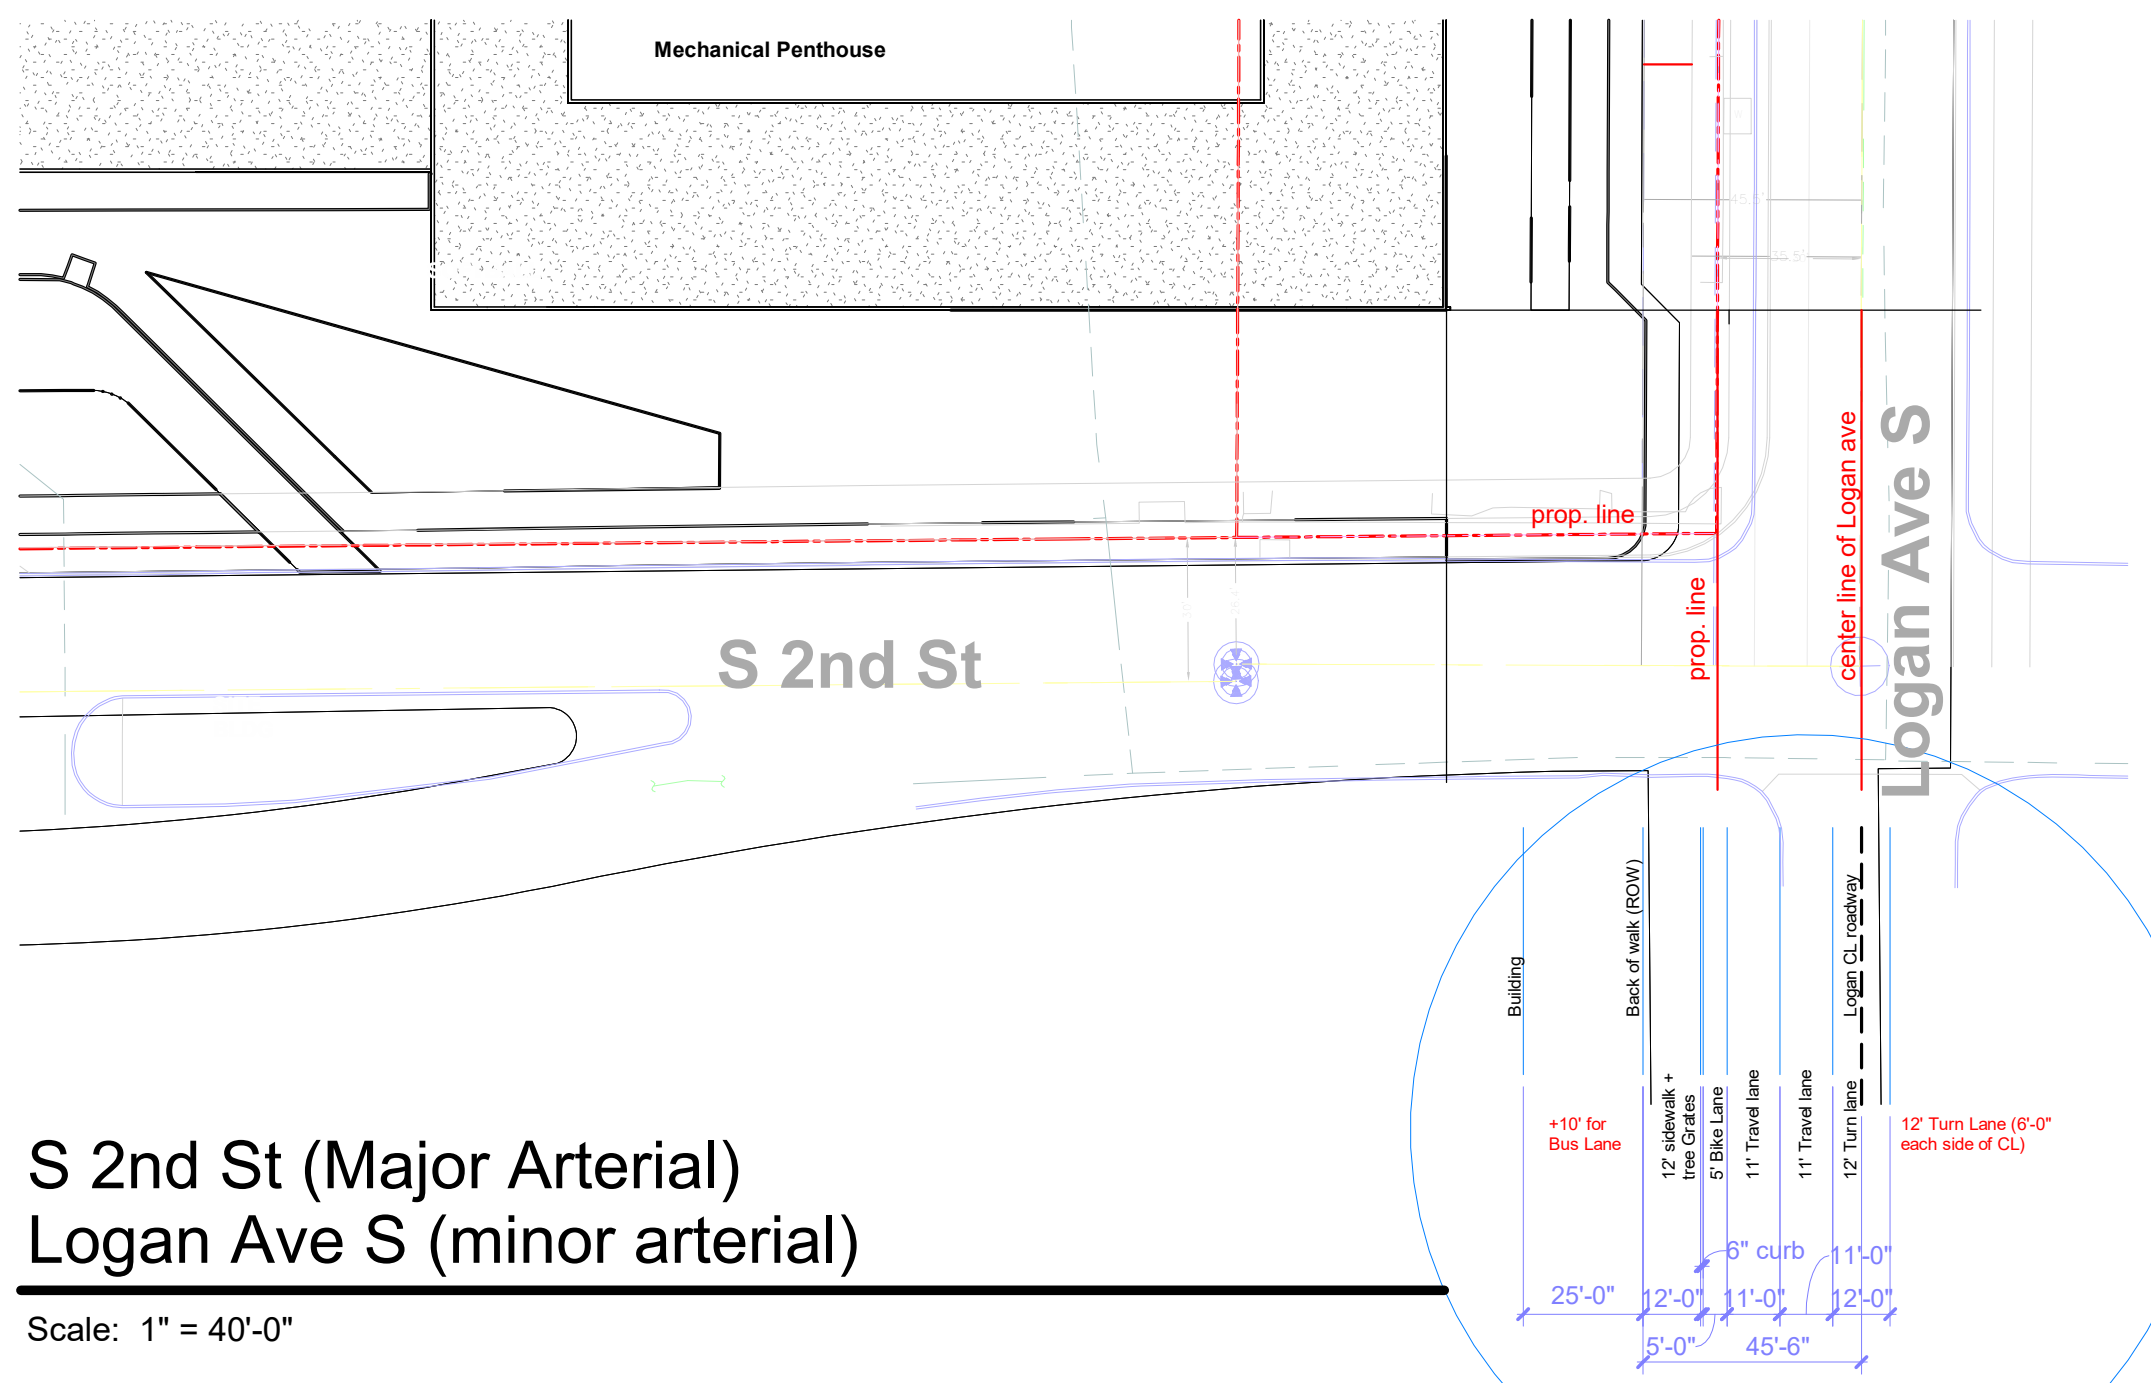 Mechanical Penthouse
45.5'
35.5'
prop. line
prop. line
center line of Logan ave
Logan Ave S
S 2nd St
Building
Back of walk (ROW)
Logan CL roadway
+10' for
Bus Lane
12' sidewalk +
tree Grates
5' Bike Lane
11' Travel lane
11' Travel lane
12' Turn lane
12' Turn Lane (6'-0"
each side of CL)
S 2nd St (Major Arterial)
Logan Ave S (minor arterial)
Scale: 1" = 40'-0"
6" curb
11'-0"
25'-0"
12'-0"
11'-0"
12'-0"
5'-0"
45'-6"